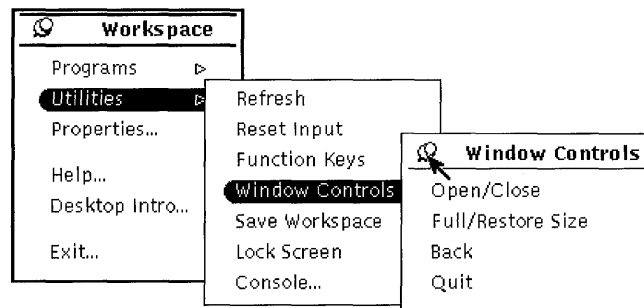 Workspace
Programs
Utilities
Properties...
Help...
Desktop Intro...
Exit...
Refresh
Reset Input
Function Keys
Window Controls
Save Workspace
Lock Screen
Console...
Window Controls
Open/Close
Full/Restore Size
Back
Quit